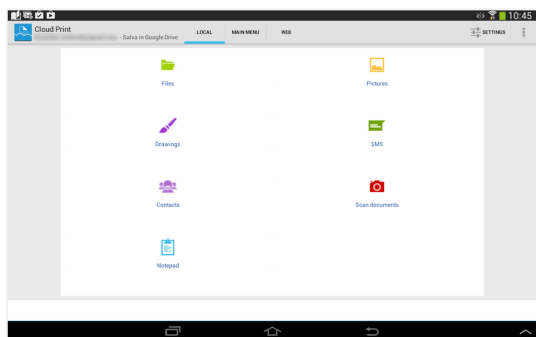 10:45
Cloud Print
- Salva in Google Drive
LOCAL
MAIN MENU
WEB
SETTINGS
Files
Pictures
Drawings
SMS
Contacts
Scan documents
Notepad